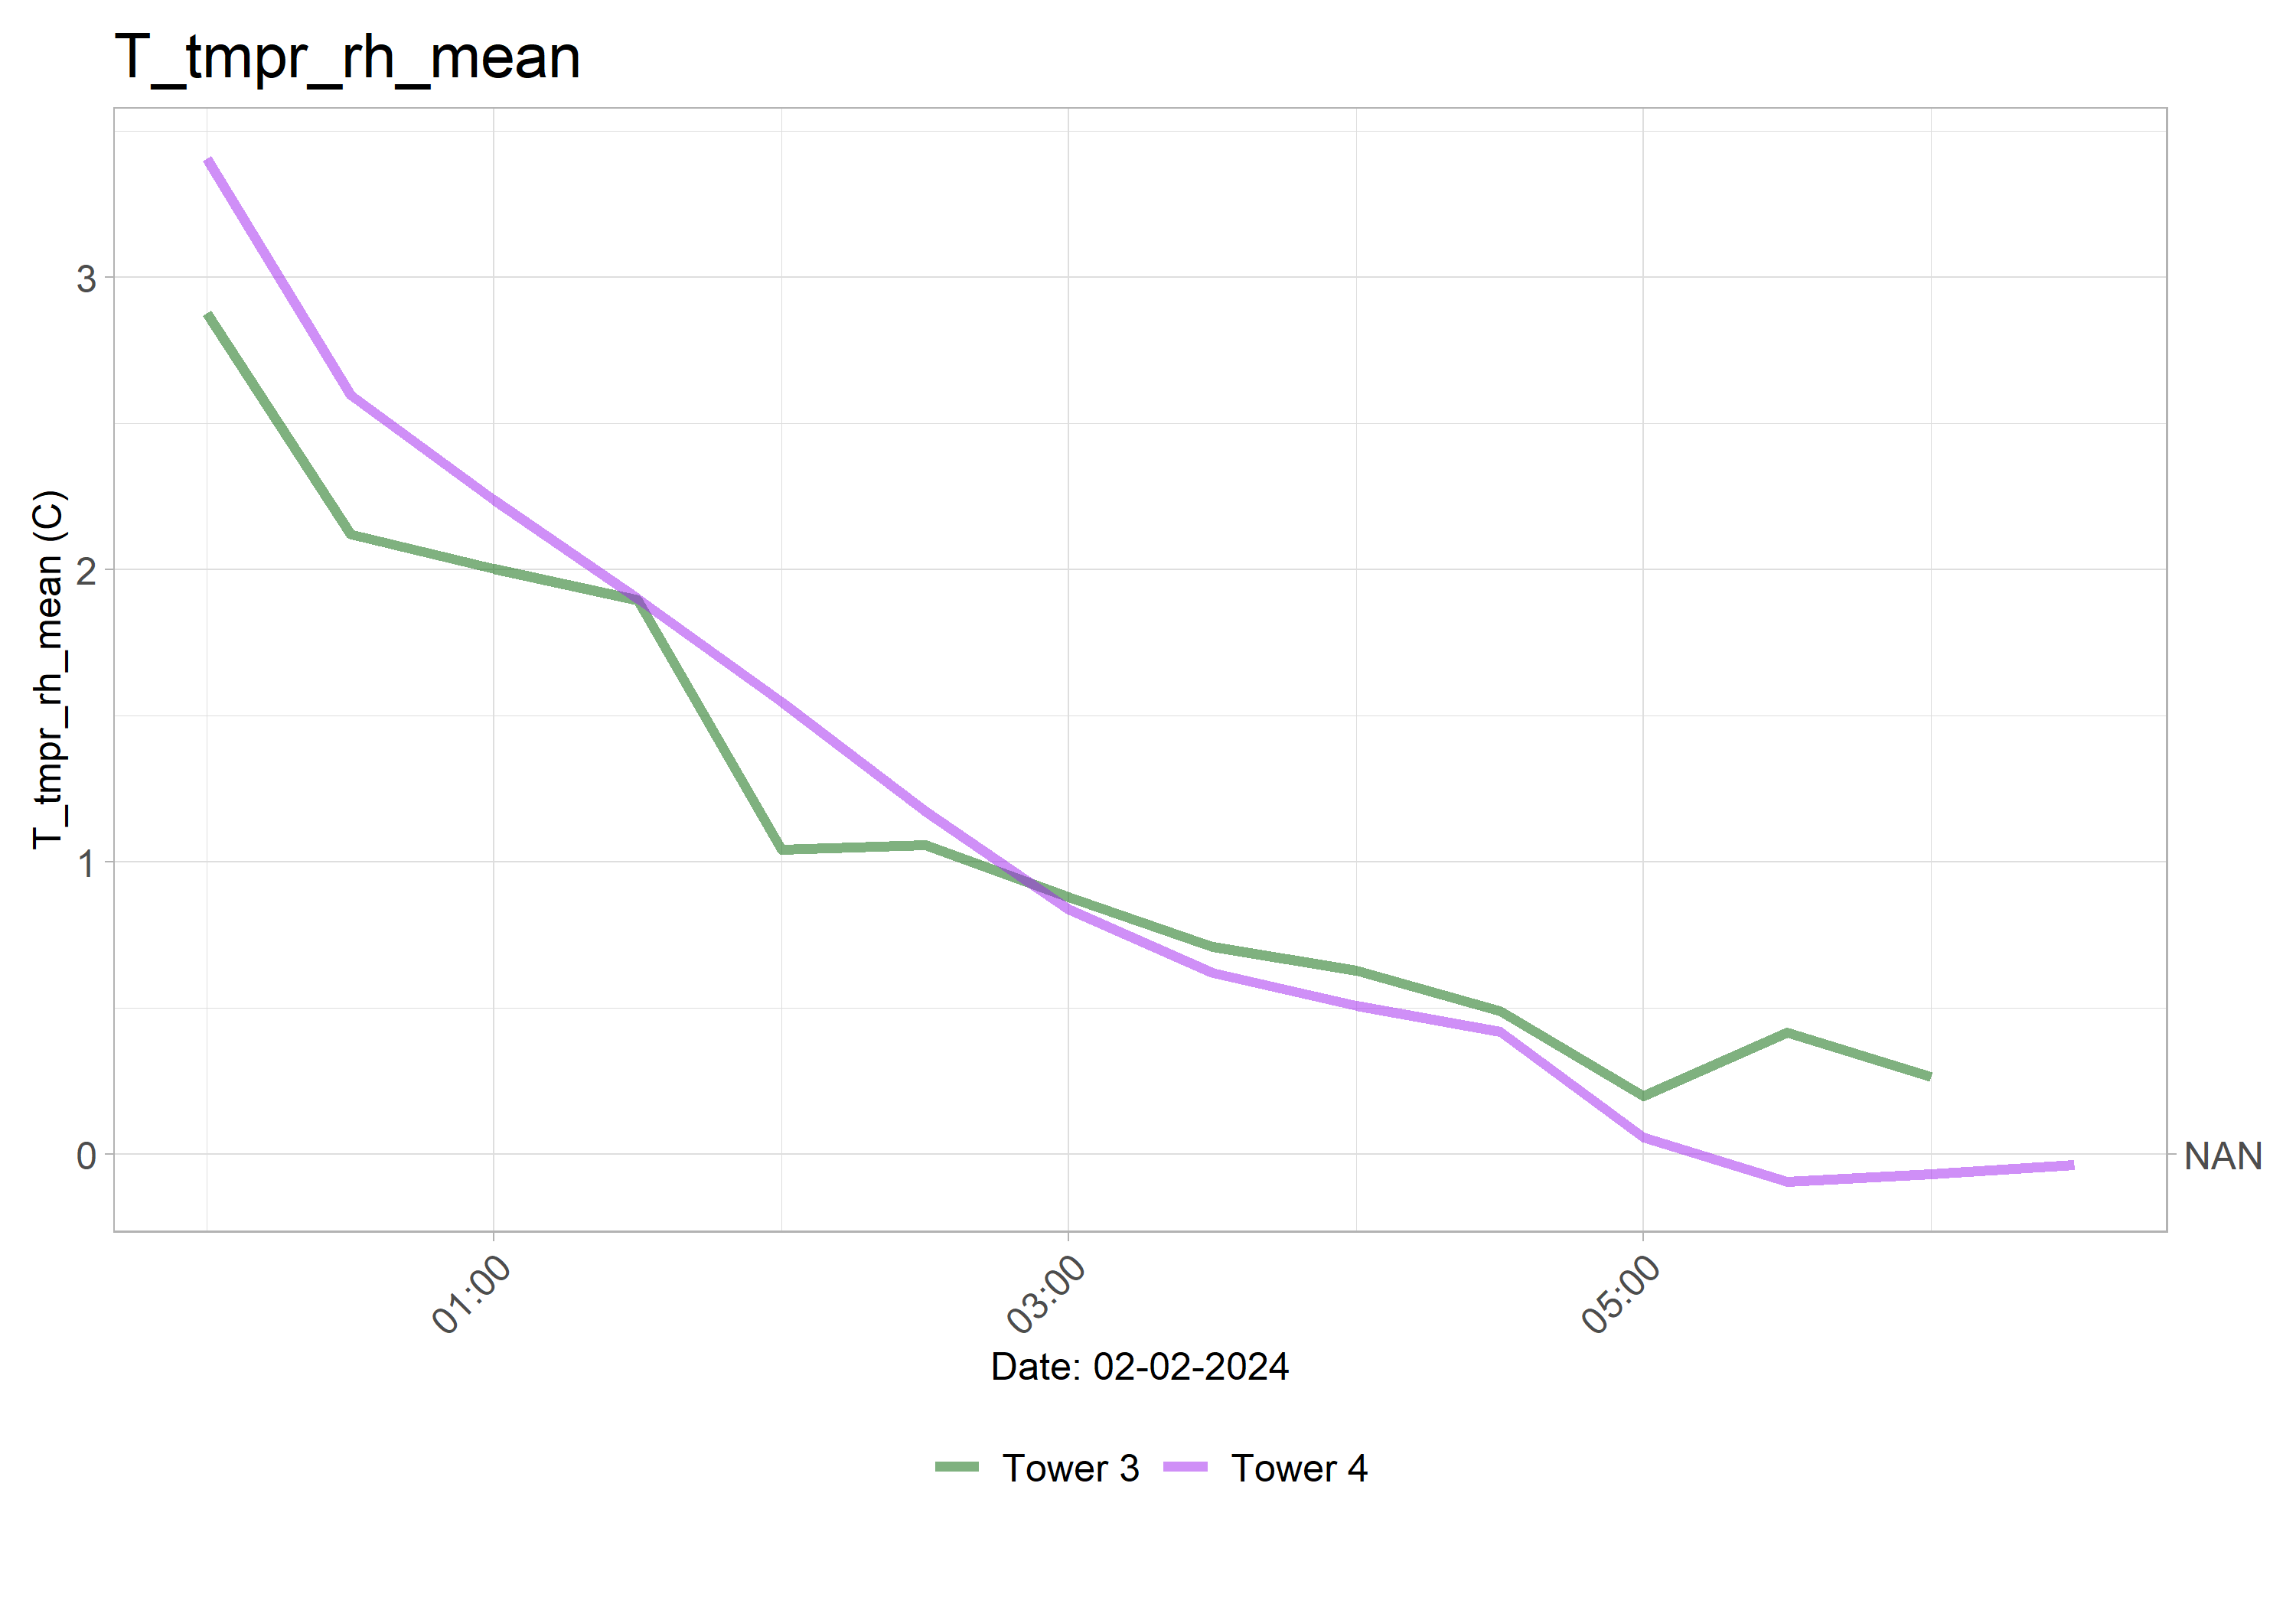 T_tmpr_rh_mean
T_tmpr_rh_mean (C)
3
2
1
0
NAN
01:00
03:00
05:00
Date: 02-02-2024
Tower 3
Tower 4